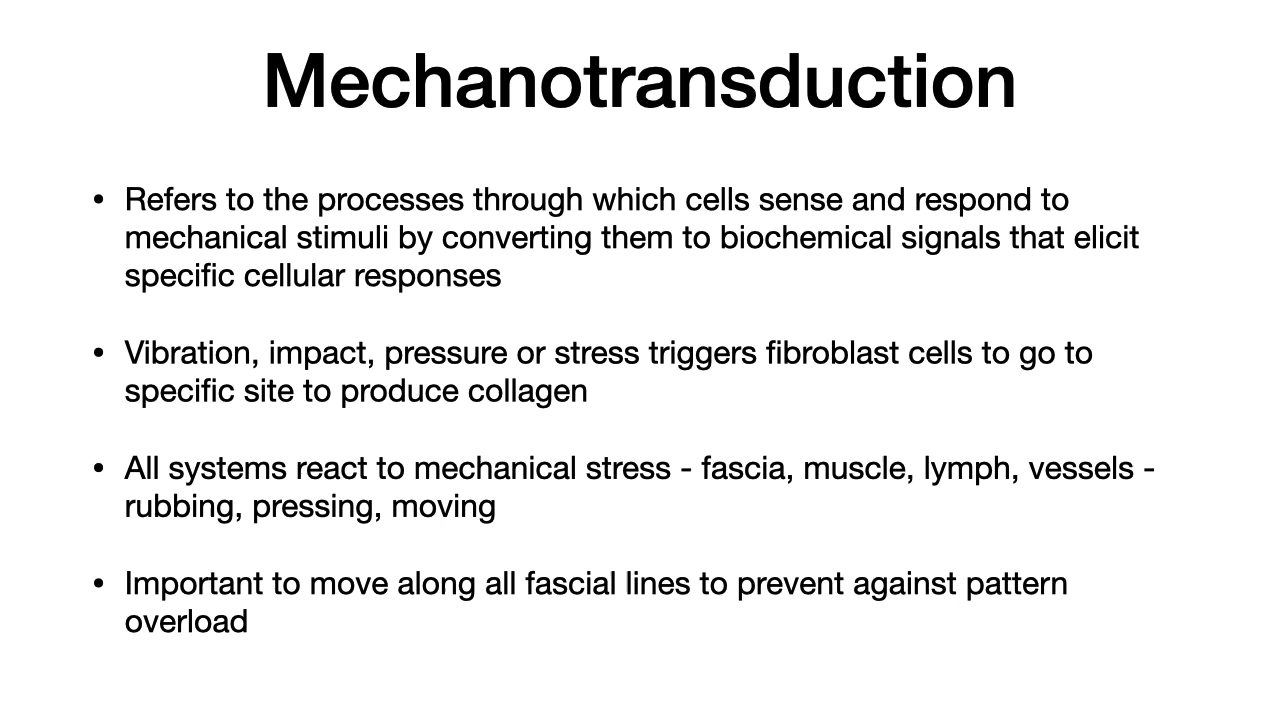 Mechanotransduction
• Refers to the processes through which cells sense and respond to
mechanical stimuli by converting them to biochemical signals that elicit
specific cellular responses
• Vibration, impact, pressure or stress triggers fibroblast cells to go to
specific site to produce collagen
• All systems react to mechanical stress - fascia, muscle, lymph, vessels -
rubbing, pressing, moving
• Important to move along all fascial lines to prevent against pattern
overload